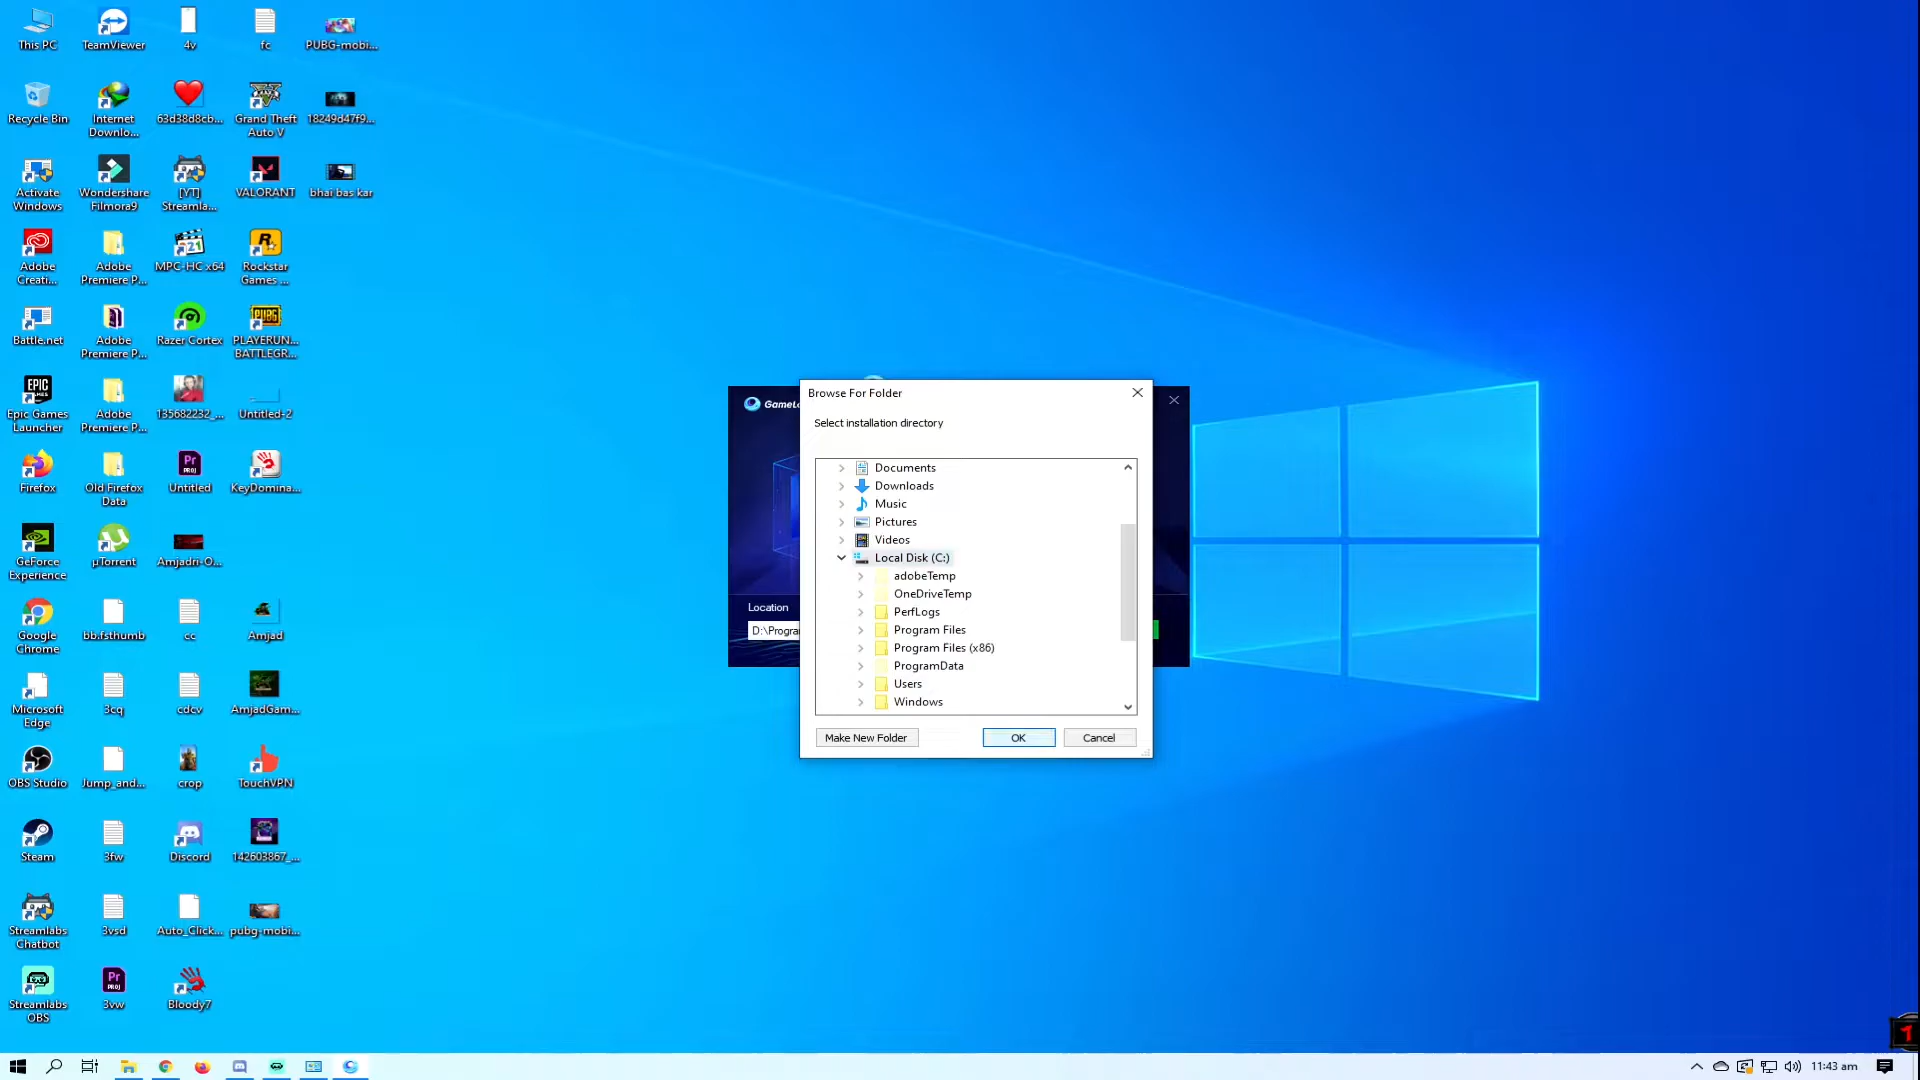 This PC
TeamViewer
4v
fc
PUBG-mobi...
Recycle Bin
Internet
Downlo...
63d38d8cb...
Grand Theft
Auto V
18249d47f9...
Activate
Windows
Wondershare
Filmora9
[YT]
Streamla...
VALORANT
bhai bas kar
Adobe
Creati...
Adobe
Premiere P...
MPC-HC x64
Rockstar
Games ...
Battle.net
Adobe
Premiere P...
Razer Cortex
PLAYERUN...
BATTLEGR...
Epic Games
Launcher
Adobe
Premiere P...
135682232_...
Untitled-2
Firefox
Old Firefox
Data
Untitled
KeyDomina...
GeForce
Experience
µTorrent
Amjadri-O...
Google
Chrome
bb.fsthumb
cc
Amjad
Microsoft
Edge
3cq
cdcv
AmjadGam...
OBS Studio
Jump_and...
crop
TouchVPN
Steam
3fw
Discord
142603867_...
Streamlabs
Chatbot
3vsd
Auto_Click...
pubg-mobi...
Streamlabs
OBS
3vw
Bloody7
GameLo
Location
D:\Progra
Browse For Folder
Select installation directory
Documents
Downloads
Music
Pictures
Videos
Local Disk (C:)
adobeTemp
OneDriveTemp
PerfLogs
Program Files
Program Files (x86)
ProgramData
Users
Windows
Make New Folder
OK
Cancel
11:43 am